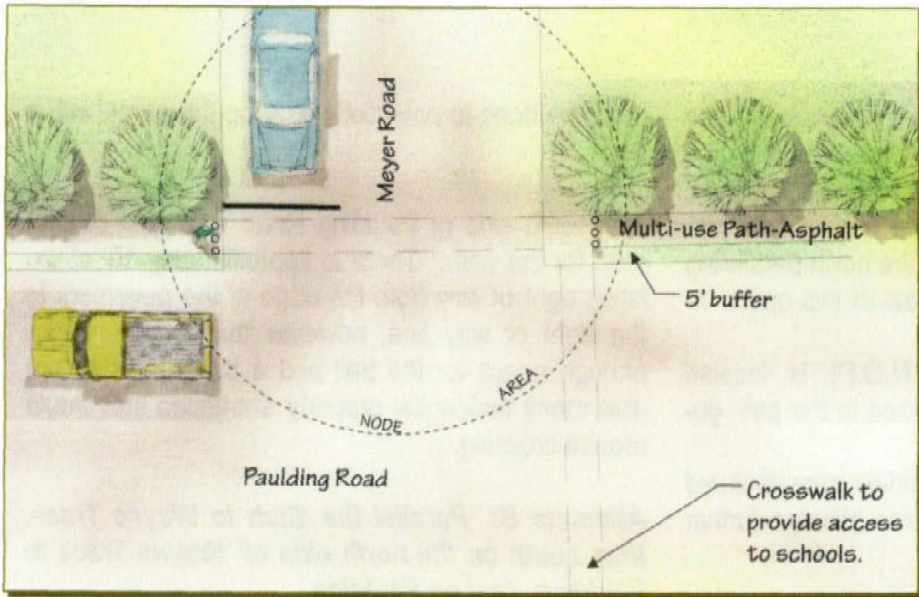 Meyer Road
Multi-use Path-Asphalt
5' buffer
AREA
NODE
Paulding Road
Crosswalk to
provide access
to schools.